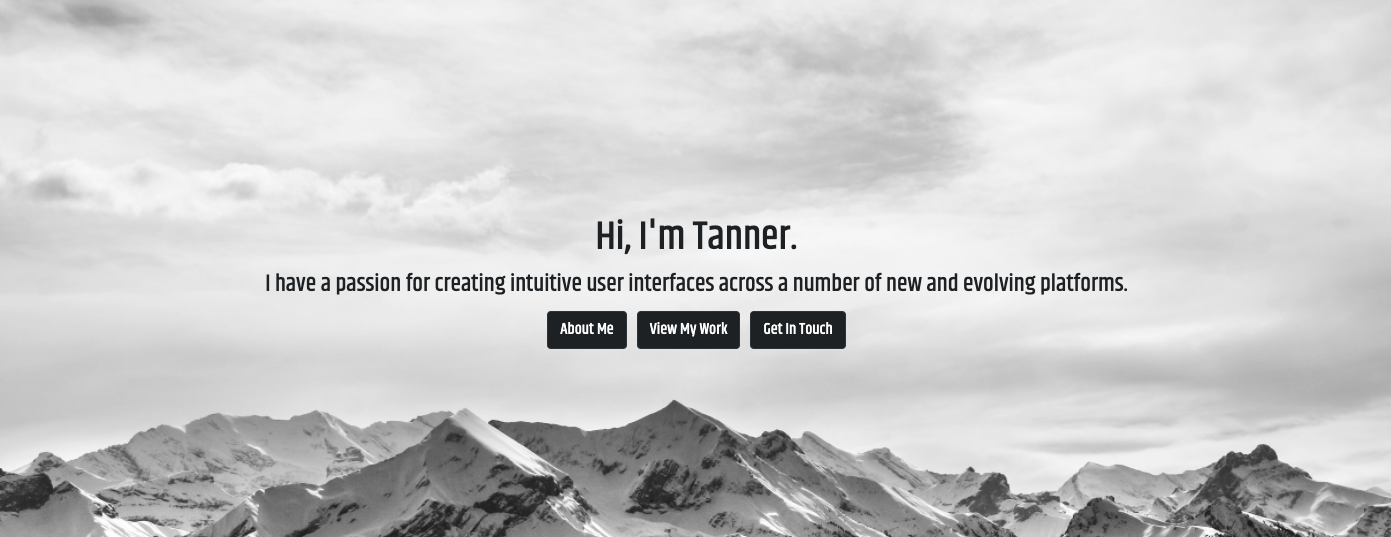 Hi, I'm Tanner.
I have a passion for creating intuitive user interfaces across a number of new and evolving platforms.
About Me View My Work Get In Touch